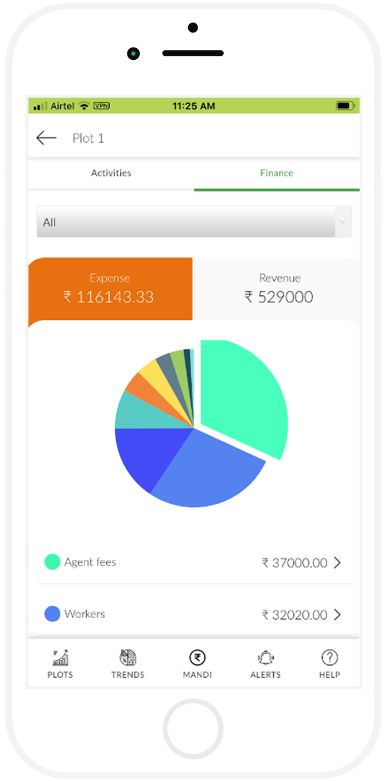 Airtel VPN 11:25 AM
Plot 1
Activities Finance
All
Expense Revenue
₹ 116143.33 ₹ 529000
Agent fees ₹ 37000.00
Workers ₹ 32020.00
PLOTS TRENDS MANDI ALERTS HELP